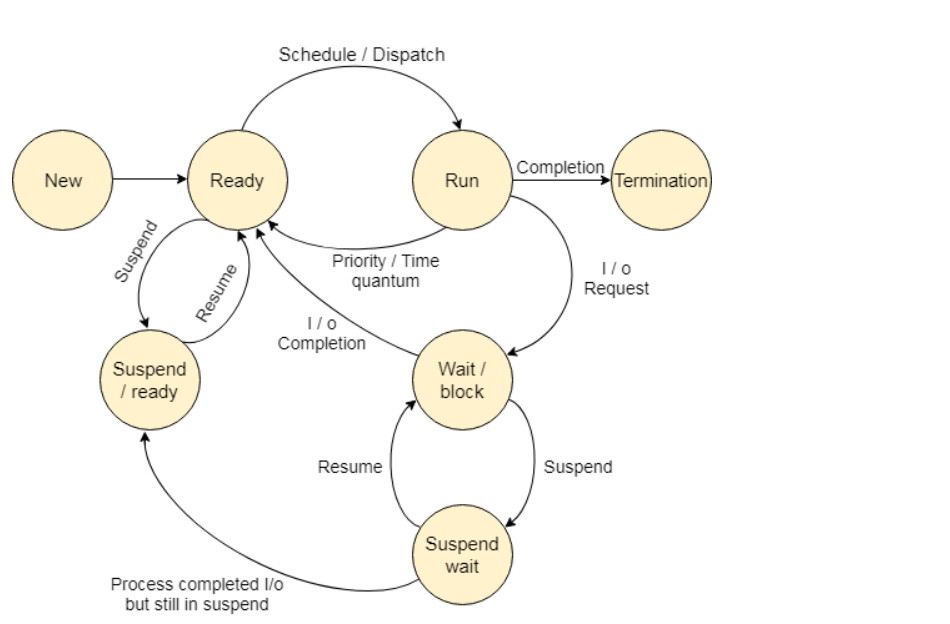 Schedule / Dispatch
New
Ready
Run
Completion
Termination
Suspend
Resume
Priority / Time
quantum
I / o
Request
I / o
Completion
Suspend
/ ready
Wait /
block
Resume
Suspend
Suspend
wait
Process completed I/o
but still in suspend